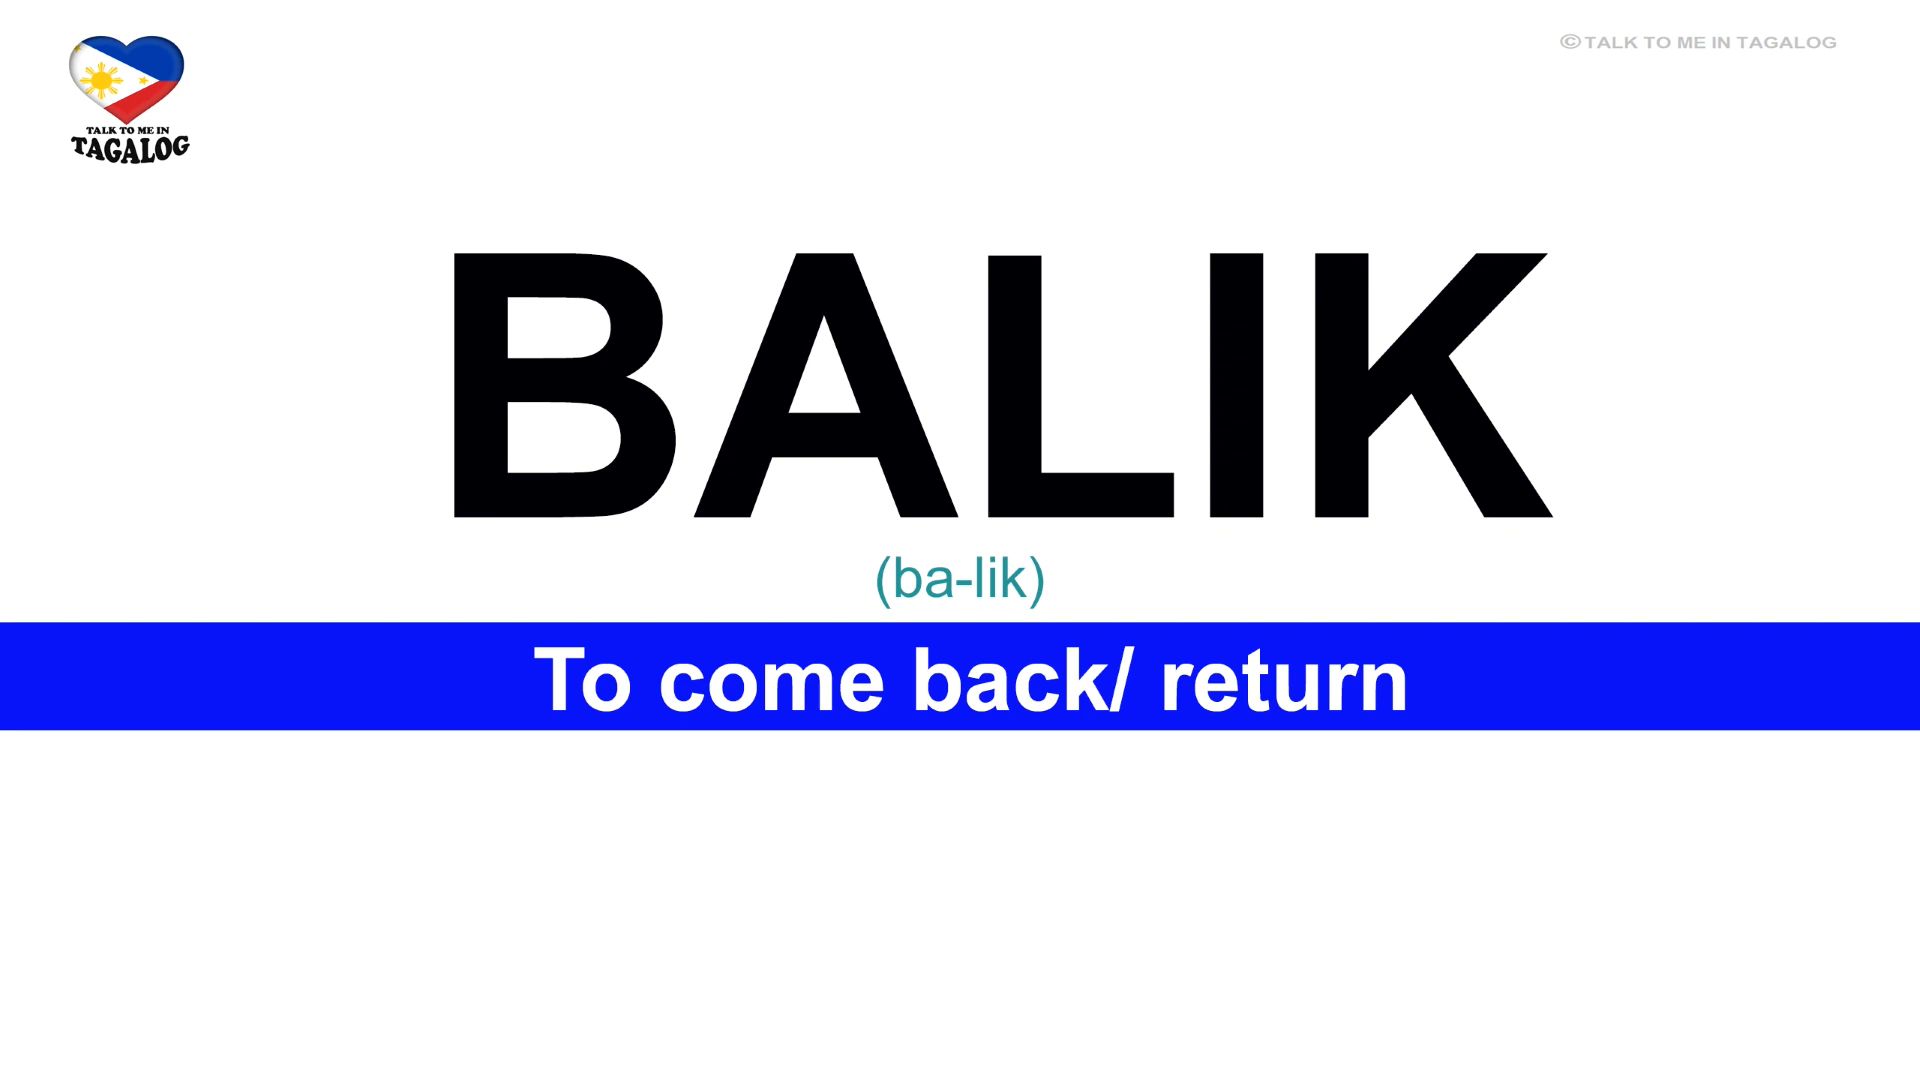 ©TALK TO ME IN TAGALOG
TALK TO ME IN
TAGALOG
BALIK
(ba-lik)
To come back/ return